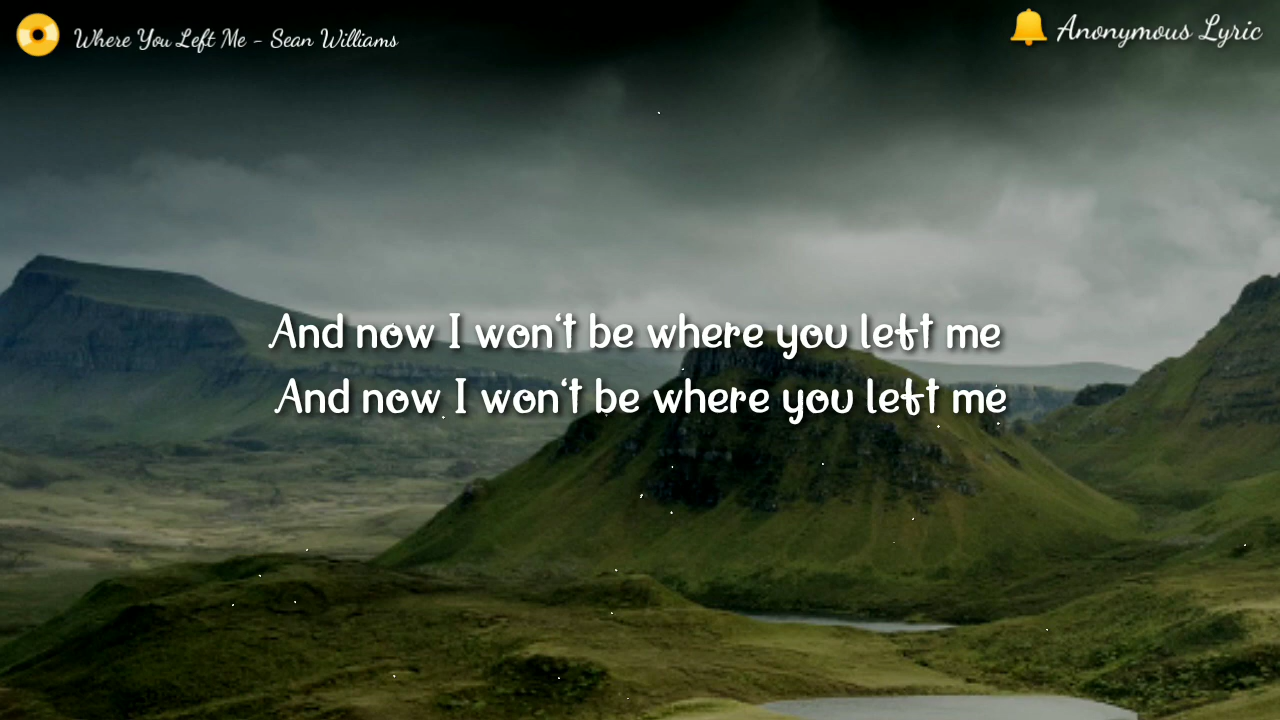 Where You Left Me - Sean Williams
Anonymous Lyric
And now I won't be where you left me
And now I won't be where you left me